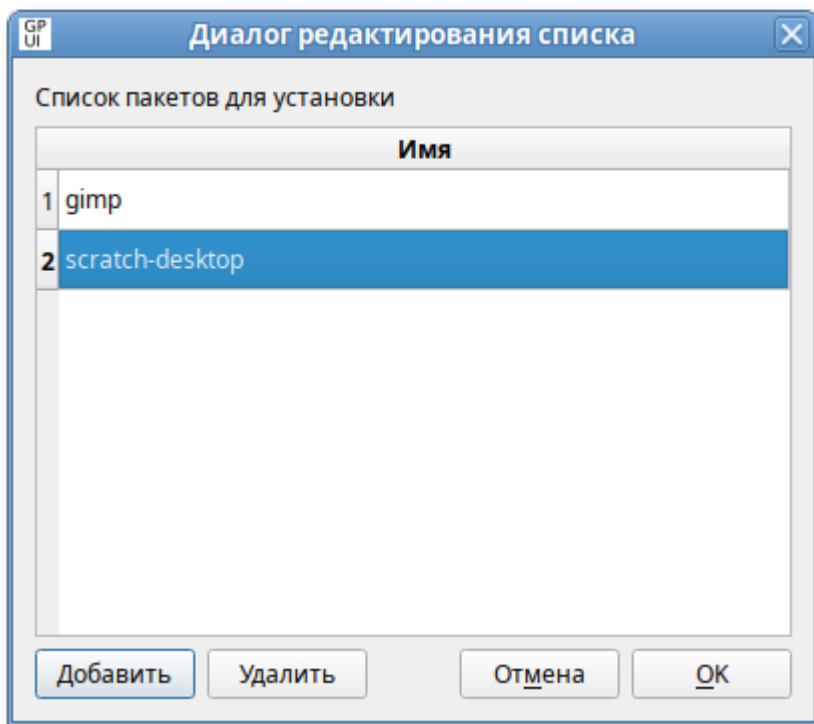 GP
UI
Диалог редактирования списка
Список пакетов для установки
Имя
1 gimp
2 scratch-desktop
Добавить Удалить Отмена OK